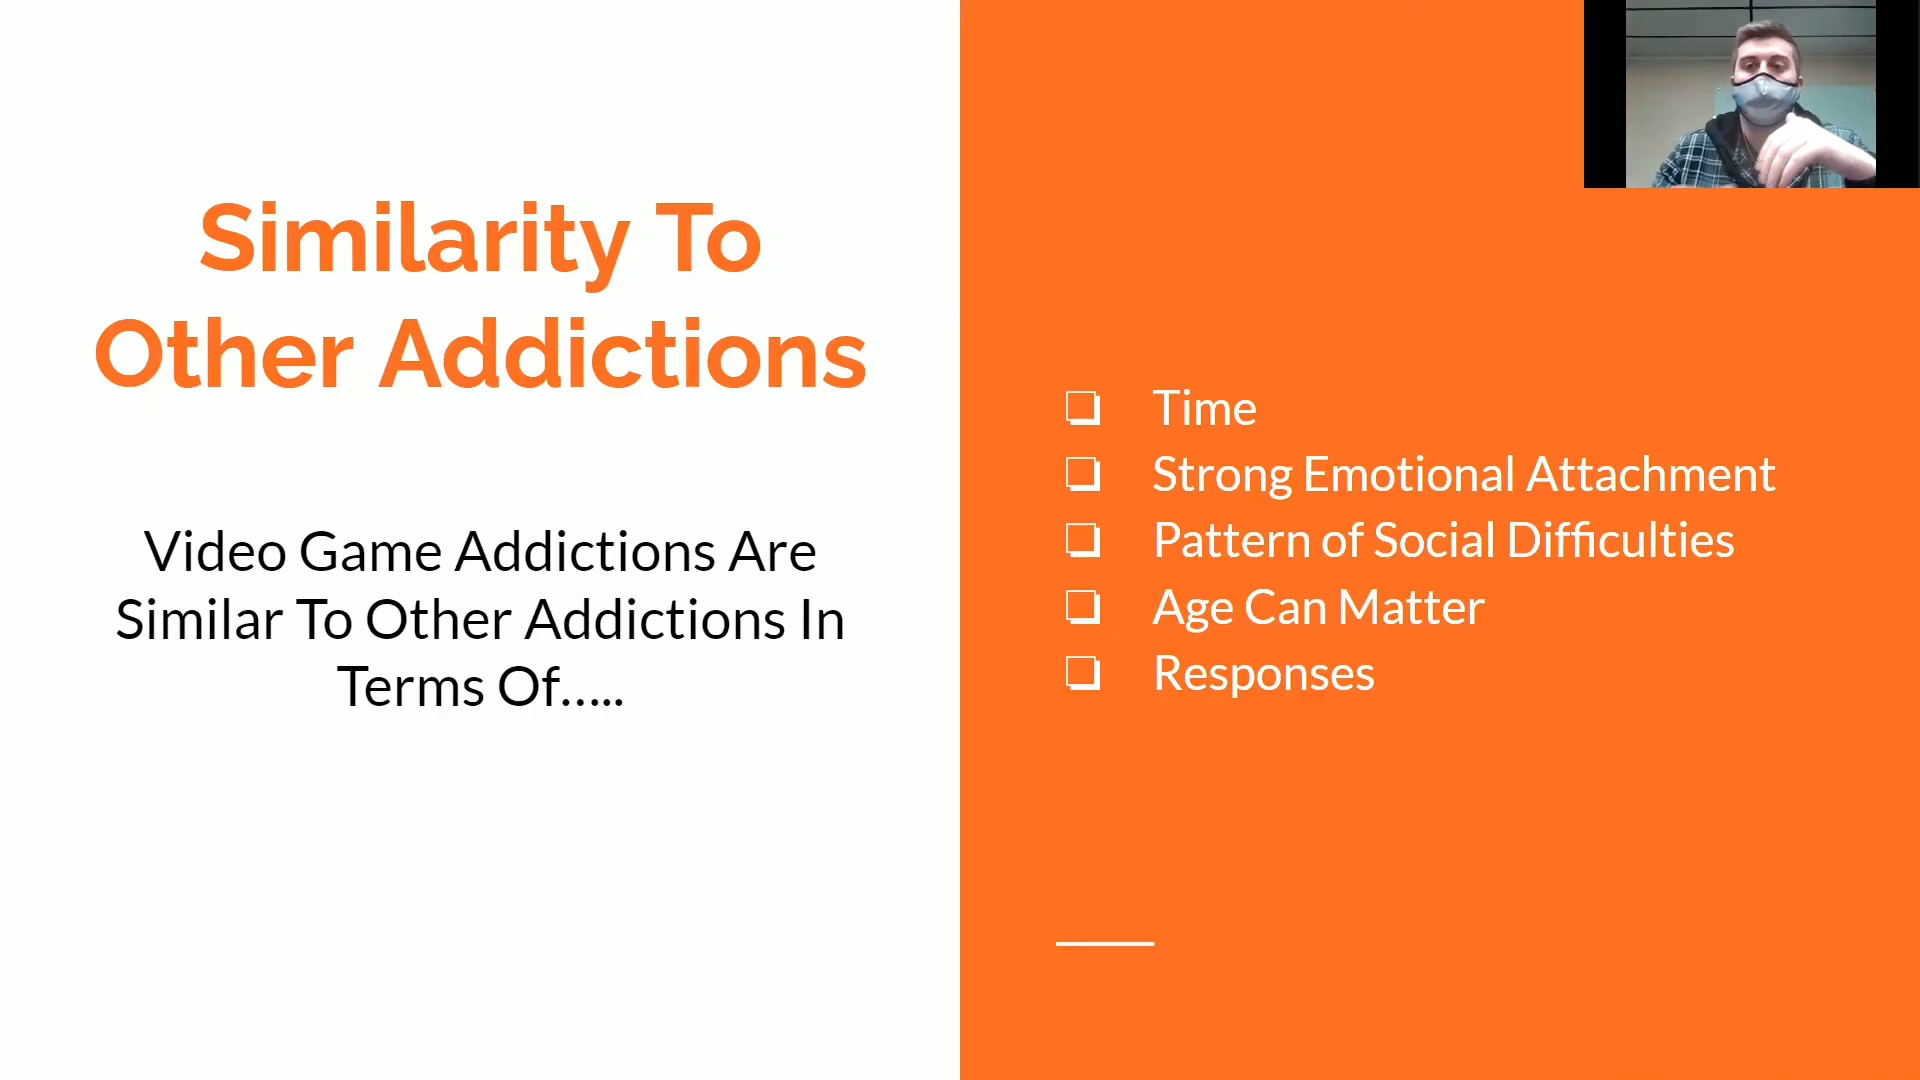 Similarity To
Other Addictions
Video Game Addictions Are
Similar To Other Addictions In
Terms Of.....
❏ Time
❏ Strong Emotional Attachment
❏ Pattern of Social Difficulties
❏ Age Can Matter
❏ Responses